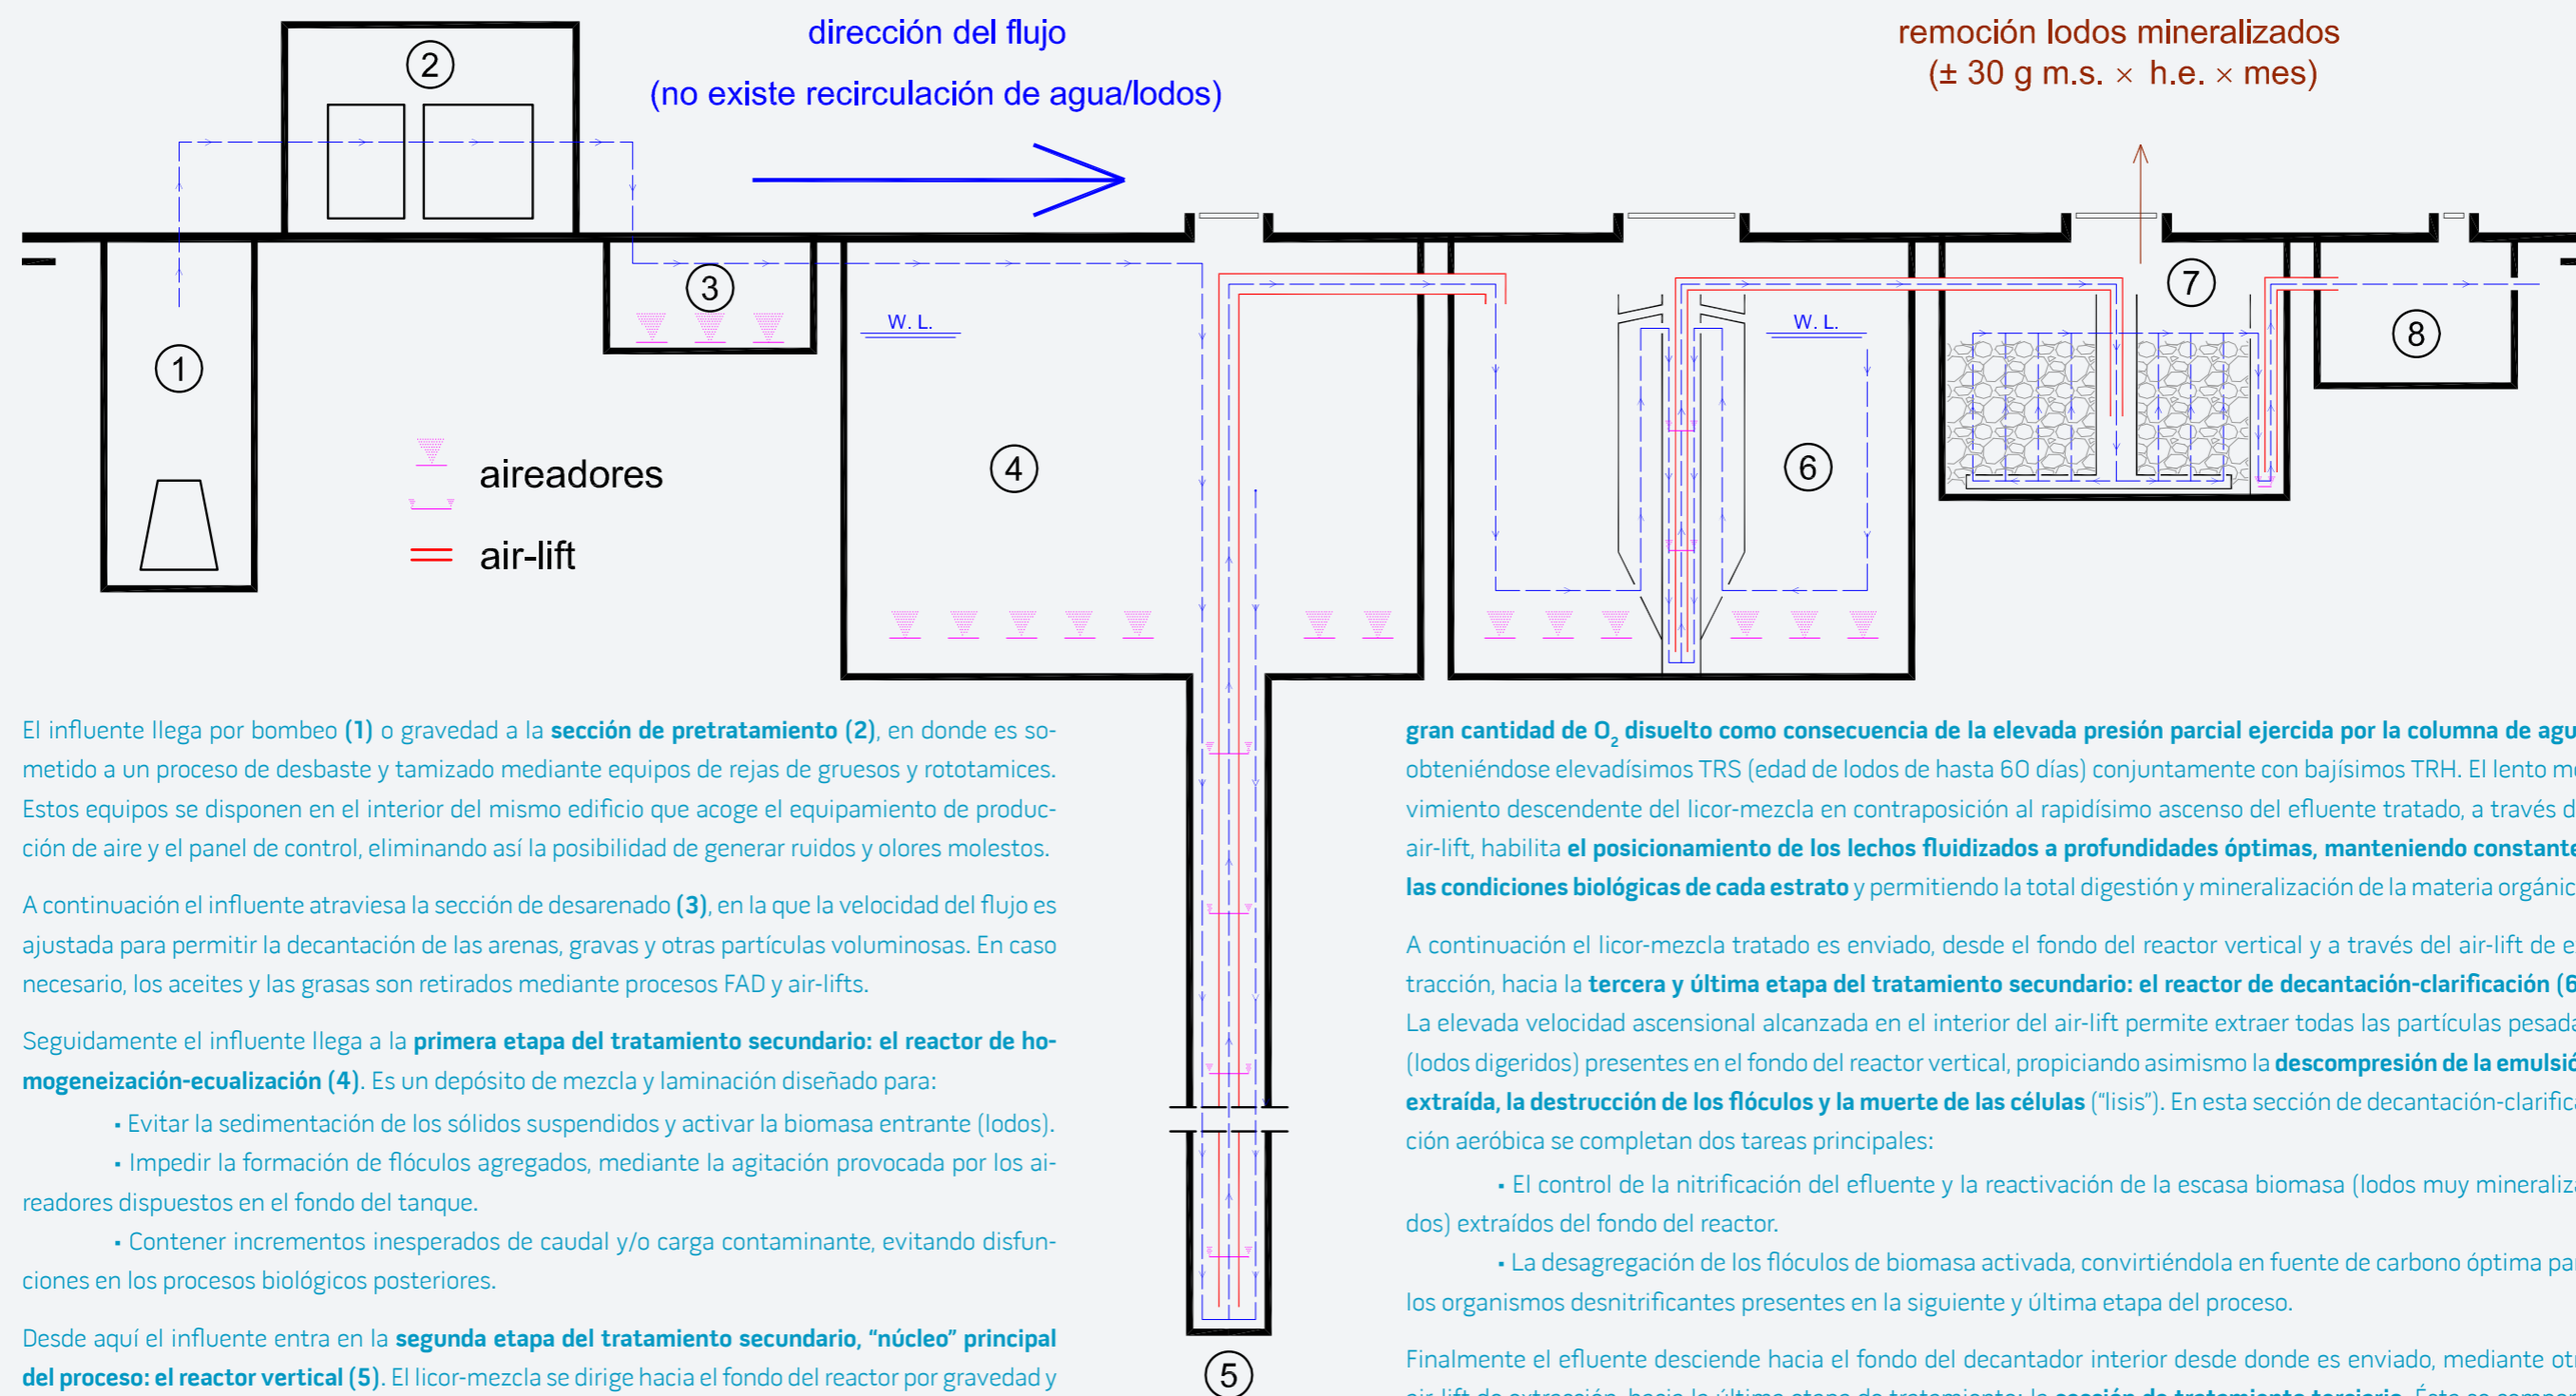 dirección del flujo
(no existe recirculación de agua/lodos)
remoción lodos mineralizados
(± 30 g m.s. × h.e. × mes)
2
3
7
1
8
W. L.
W. L.
4
6
aireadores
air-lift
5
El influente llega por bombeo (1) o gravedad a la sección de pretratamiento (2), en donde es so-
metido a un proceso de desbaste y tamizado mediante equipos de rejas de gruesos y rototamices.
Estos equipos se disponen en el interior del mismo edificio que acoge el equipamiento de produc-
ción de aire y el panel de control, eliminando así la posibilidad de generar ruidos y olores molestos.
A continuación el influente atraviesa la sección de desarenado (3), en la que la velocidad del flujo es
ajustada para permitir la decantación de las arenas, gravas y otras partículas voluminosas. En caso
necesario, los aceites y las grasas son retirados mediante procesos FAD y air-lifts.
Seguidamente el influente llega a la primera etapa del tratamiento secundario: el reactor de ho-
mogeneización-ecualización (4). Es un depósito de mezcla y laminación diseñado para:
• Evitar la sedimentación de los sólidos suspendidos y activar la biomasa entrante (lodos).
• Impedir la formación de flóculos agregados, mediante la agitación provocada por los ai-
readores dispuestos en el fondo del tanque.
• Contener incrementos inesperados de caudal y/o carga contaminante, evitando disfun-
ciones en los procesos biológicos posteriores.
Desde aquí el influente entra en la segunda etapa del tratamiento secundario, “núcleo” principal
del proceso: el reactor vertical (5). El licor-mezcla se dirige hacia el fondo del reactor por gravedad y
gran cantidad de O2 disuelto como consecuencia de la elevada presión parcial ejercida por la columna de agu
obteniéndose elevadísimos TRS (edad de lodos de hasta 60 días) conjuntamente con bajísimos TRH. El lento mo
vimiento descendente del licor-mezcla en contraposición al rapidísimo ascenso del efluente tratado, a través d
air-lift, habilita el posicionamiento de los lechos fluidizados a profundidades óptimas, manteniendo constante
las condiciones biológicas de cada estrato y permitiendo la total digestión y mineralización de la materia orgánic
A continuación el licor-mezcla tratado es enviado, desde el fondo del reactor vertical y a través del air-lift de e
tracción, hacia la tercera y última etapa del tratamiento secundario: el reactor de decantación-clarificación (6
La elevada velocidad ascensional alcanzada en el interior del air-lift permite extraer todas las partículas pesada
(lodos digeridos) presentes en el fondo del reactor vertical, propiciando asimismo la descompresión de la emulsió
extraída, la destrucción de los flóculos y la muerte de las células (“lisis”). En esta sección de decantación-clarifica
ción aeróbica se completan dos tareas principales:
• El control de la nitrificación del efluente y la reactivación de la escasa biomasa (lodos muy mineraliza
dos) extraídos del fondo del reactor.
• La desagregación de los flóculos de biomasa activada, convirtiéndola en fuente de carbono óptima par
los organismos desnitrificantes presentes en la siguiente y última etapa del proceso.
Finalmente el efluente desciende hacia el fondo del decantador interior desde donde es enviado, mediante otr
air-lift de extracción, hacia la última etapa de tratamiento: la sección de tratamiento terciario. Ésta se compon